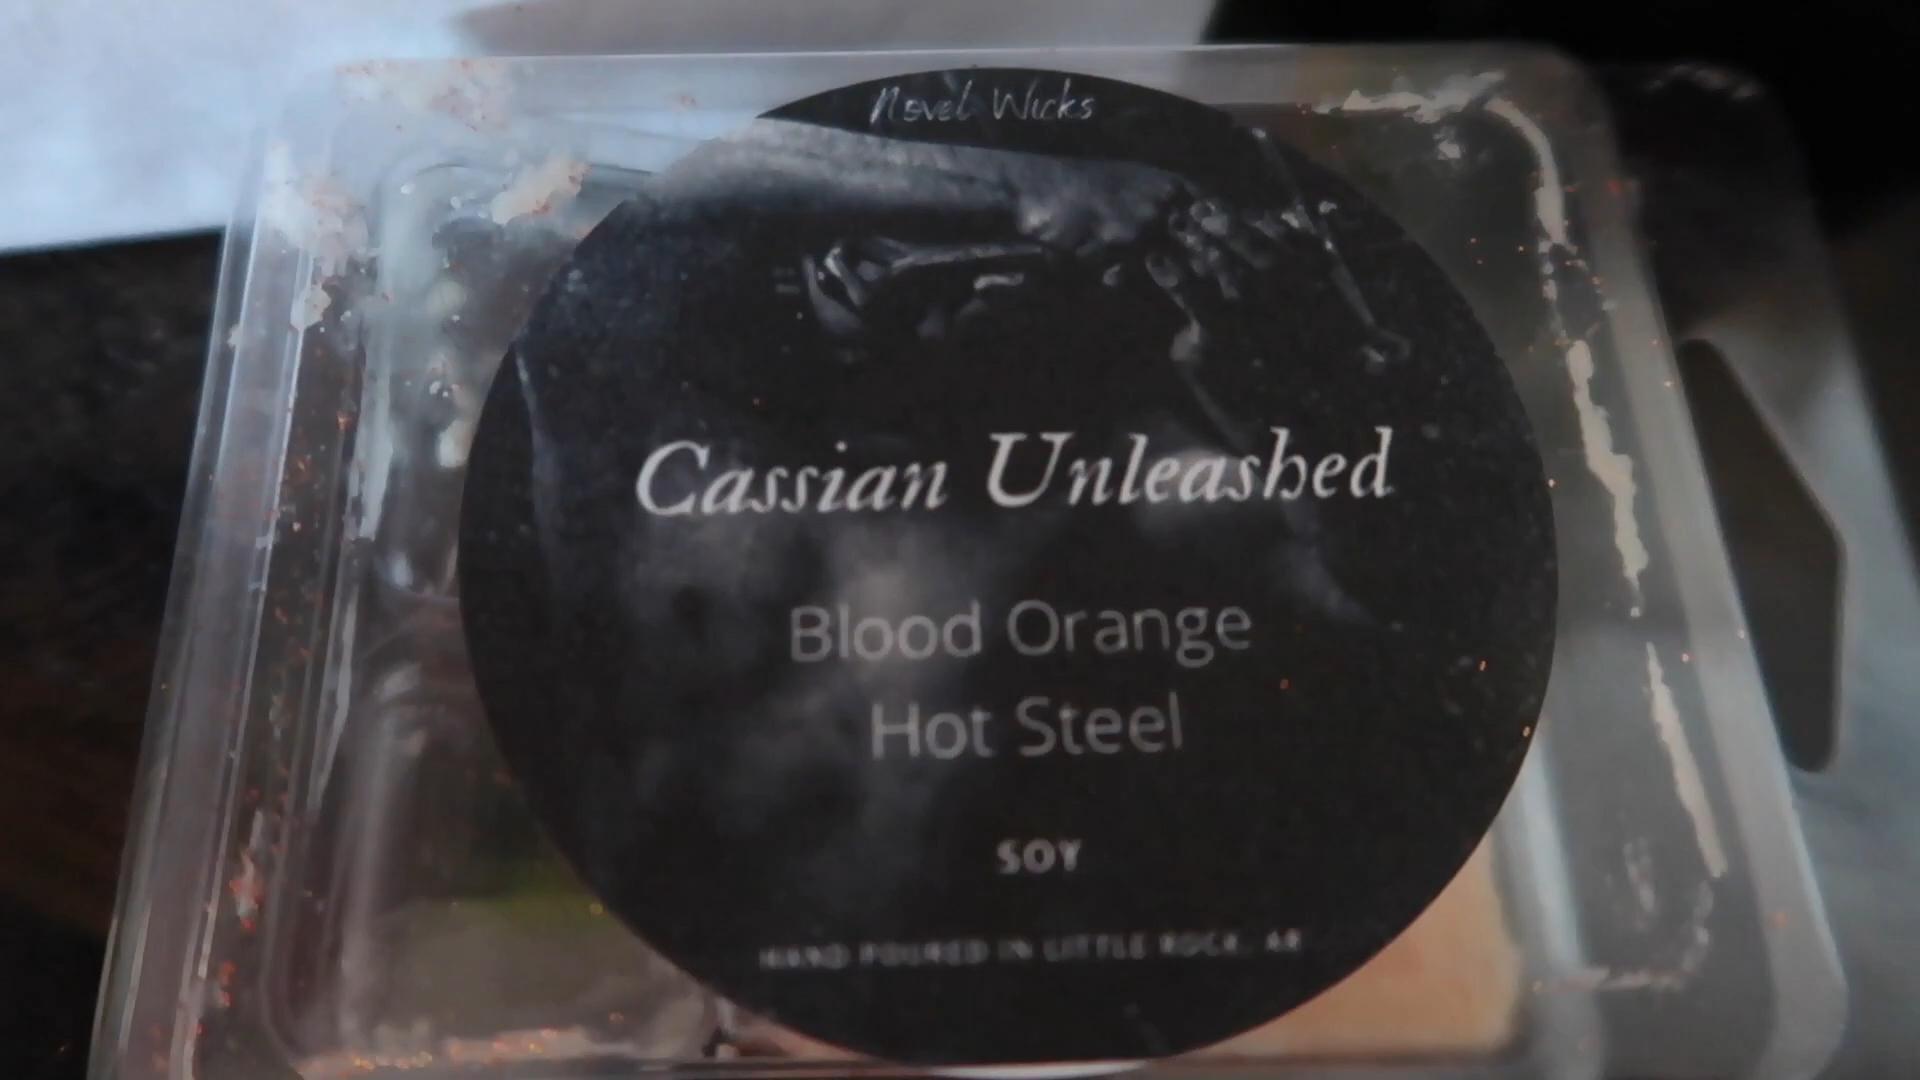 Novel Wicks
Cassian Unleashed
Blood Orange
Hot Steel
SOY
HAND POURED IN LITTLE ROCK, AR